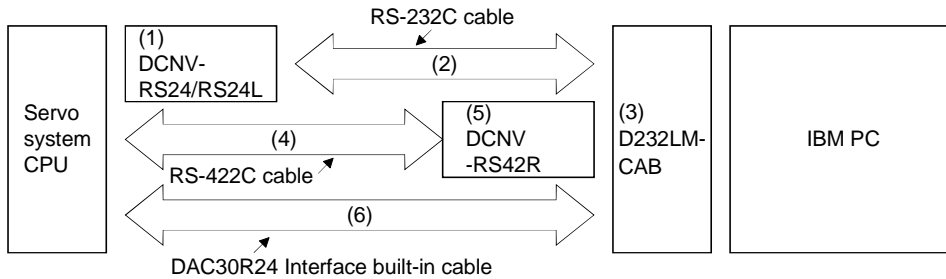 RS-232C cable
(1)
DCNV-
RS24/RS24L
(2)
Servo
system
CPU
(4)
RS-422C cable
(5)
DCNV
-RS42R
(3)
D232LM-
CAB
IBM PC
(6)
DAC30R24 Interface built-in cable